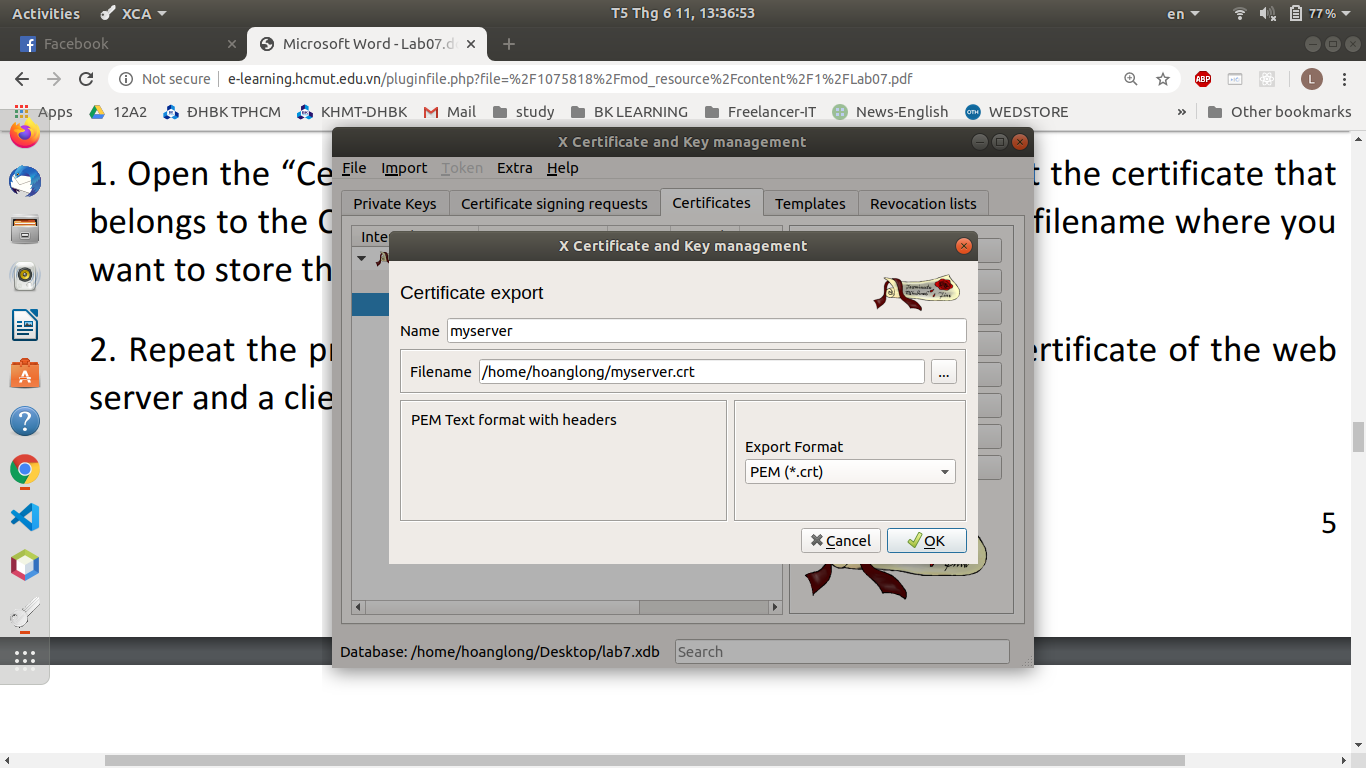 Activities XCA T5 Thg 6 11, 13:36:53 en 77 %
Facebook Microsoft Word - Lab07.d
Not secure e-learning.hcmut.edu.vn/pluginfile.php?file=%2F1075818%2Fmod_resource%2Fcontent%2F1%2FLab07.pdf ABP L
Apps 12A2 ĐHBK TPHCM KHMT-DHBK Mail study BK LEARNING Freelancer-IT News-English OTH WEDSTORE » Other bookmarks
X Certificate and Key management
File Import Token Extra Help
1. Open the “Ce t the certificate that
Private Keys Certificate signing requests Certificates Templates Revocation lists
belongs to the C filename where you
Inte
X Certificate and Key management
want to store th
Certificate export
Name myserver
2. Repeat the pr ertificate of the web
Filename /home/hoanglong/myserver.crt ...
server and a clie
PEM Text format with headers
Export Format
PEM (*.crt)
5
Cancel OK
Database: /home/hoanglong/Desktop/lab7.xdb Search